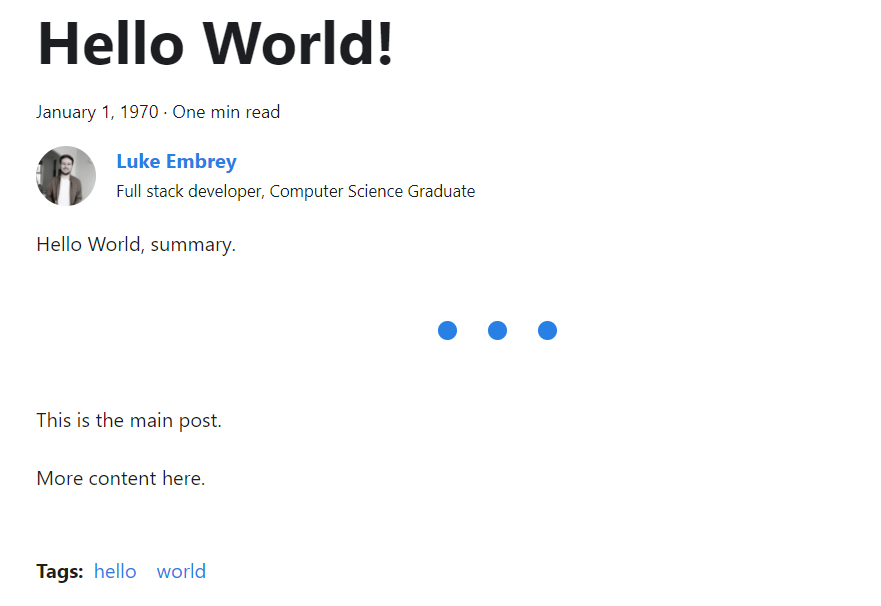 Hello World!
January 1, 1970 · One min read
Luke Embrey
Full stack developer, Computer Science Graduate
Hello World, summary.
This is the main post.
More content here.
Tags: hello world